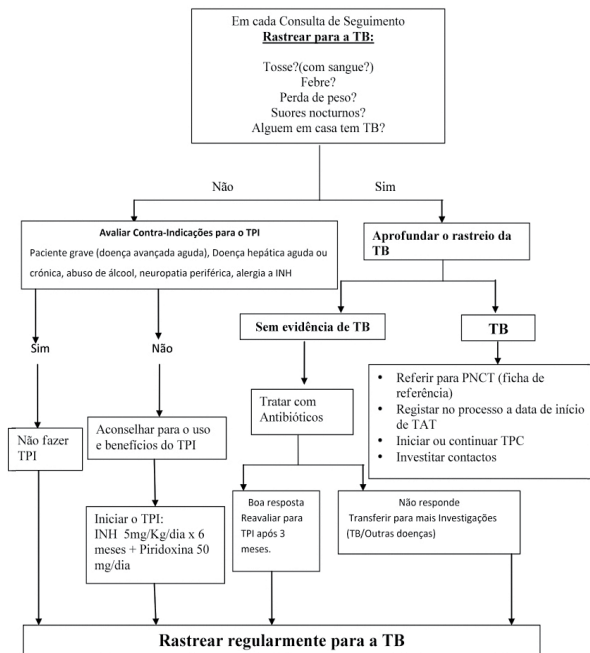 Em cada Consulta de Seguimento
Rastrear para a TB:
Tosse?(com sangue?)
Febre?
Perda de peso?
Suores nocturnos?
Alguem em casa tem TB?
Não
Sim
Avaliar Contra-Indicações para o TPI
Paciente grave (doença avançada aguda), Doença hepática aguda ou
crónica, abuso de álcool, neuropatia periférica, alergia a INH
Aprofundar o rastreio da
TB
Sim
Não
Sem evidência de TB
TB
Não fazer
TPI
Aconselhar para o uso
e benefícios do TPI
Tratar com
Antibióticos
• Referir para PNCT (ficha de
referência)
• Registar no processo a data de início
de TAT
• Iniciar ou continuar TPC
• Investitar contactos
Iniciar o TPI:
INH 5mg/Kg/dia x 6
meses + Piridoxina 50
mg/dia
Boa resposta
Reavaliar para
TPI após 3
meses.
Não responde
Transferir para mais Investigações
(TB/Outras doenças)
Rastrear regularmente para a TB